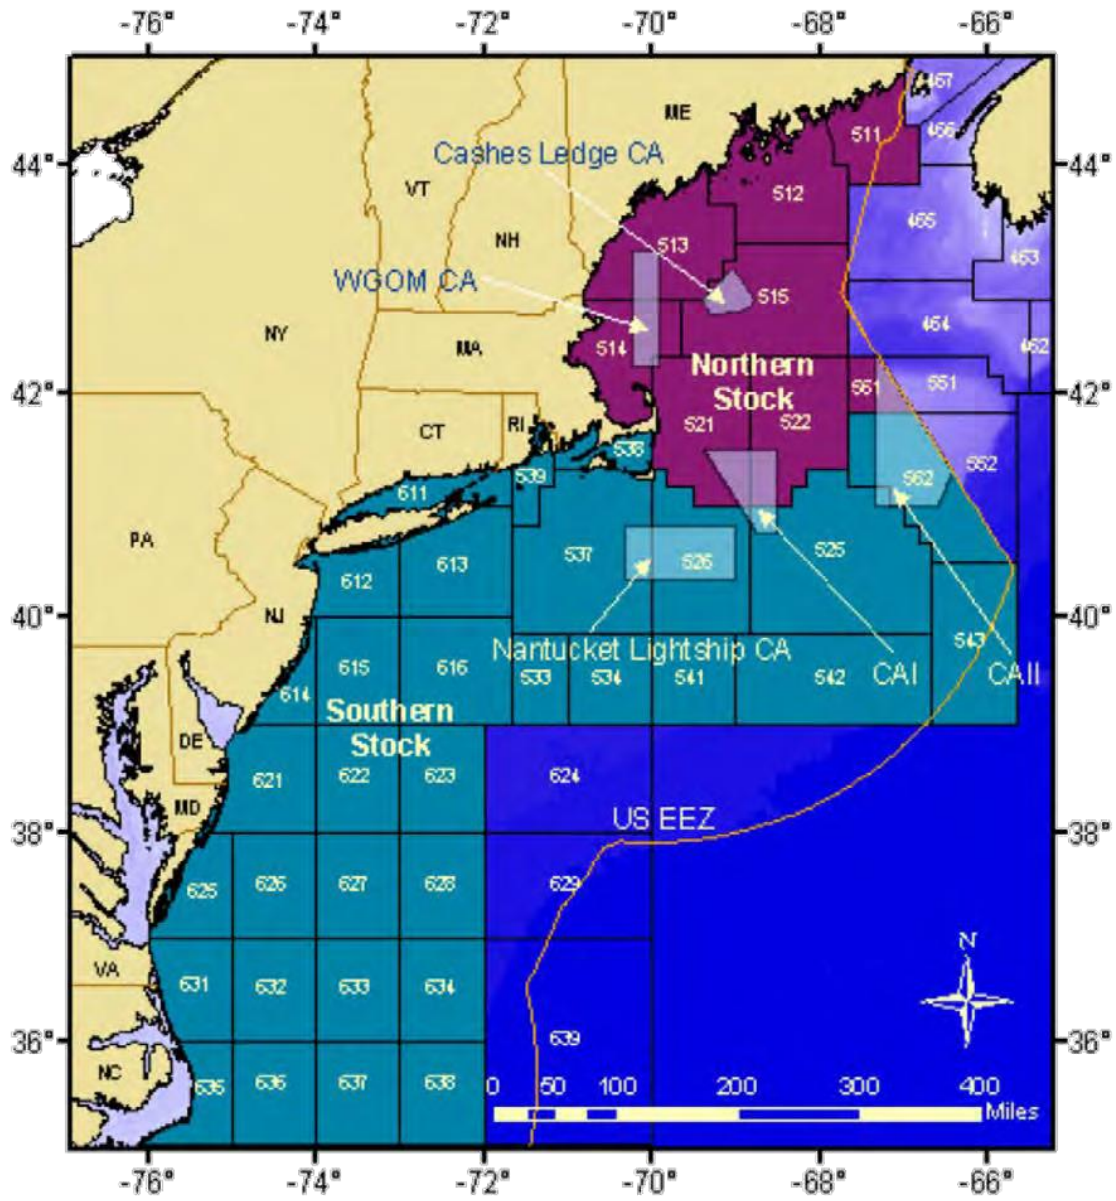 -76° -74° -72° -70° -68° -66°
467
ME
511
466
44° 44°
Cashes Ledge CA
VT
512
465
NH
513
463
WGOM CA
515
464
NY
MA
514
462
Northern
Stock
42° 42°
561 551
CT
RI
521 522
538
552
539
562
611
PA
537
525
526
613
612
40° 40°
NJ
543
Nantucket Lightship CA
615 616
533 534 541 542
CAI CAII
614
Southern
Stock
DE
621 622 623
624
MD
US EEZ
38° 38°
625 626 627 628
629
N
VA
631 632 633 634
36° 36°
639
NC
635 636 637 638
0 50 100 200 300 400
Miles
-76° -74° -72° -70° -68° -66°